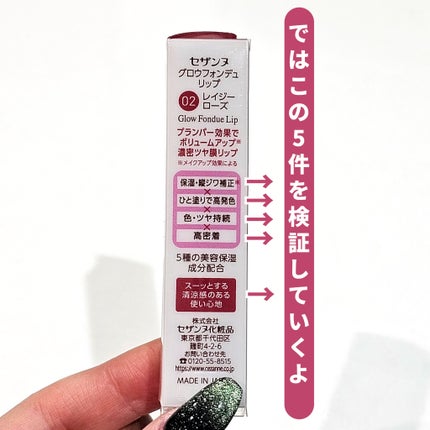 セザンヌ
グロウフォンデュ
リップ
02 レイジー
ローズ
Glow Fondue Lip
プランパー効果で
ボリュームアップ※
濃密ツヤ膜リップ
※メイクアップ効果による
保湿・縦ジワ補正※
×
ひと塗りで高発色
×
色・ツヤ持続
×
高密着
5種の美容保湿
成分配合
スーッとする
清涼感のある
使い心地
株式会社
セザンヌ化粧品
東京都千代田区
麹町4-2-6
お問い合わせ先
☎0120-55-8515
https://www.cezanne.co.jp
MADE IN
ではこの5件を検証していくよ